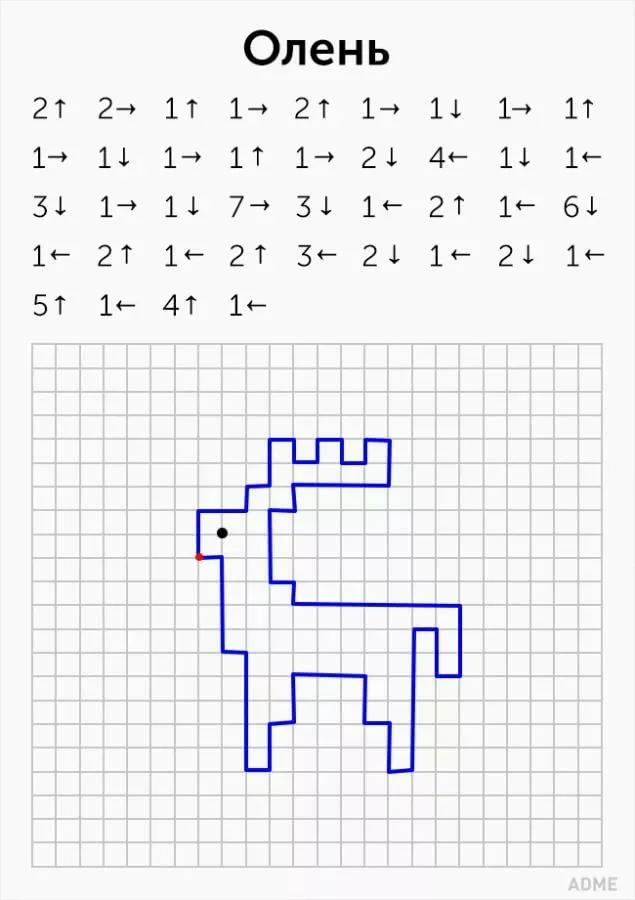 Олень
2↑ 2→ 1↑ 1→ 2↑ 1→ 1↓ 1→ 1↑
1→ 1↓ 1→ 1↑ 1→ 2↓ 4← 1↓ 1←
3↓ 1→ 1↓ 7→ 3↓ 1← 2↑ 1← 6↓
1← 2↑ 1← 2↑ 3← 2↓ 1← 2↓ 1←
5↑ 1← 4↑ 1←
ADME